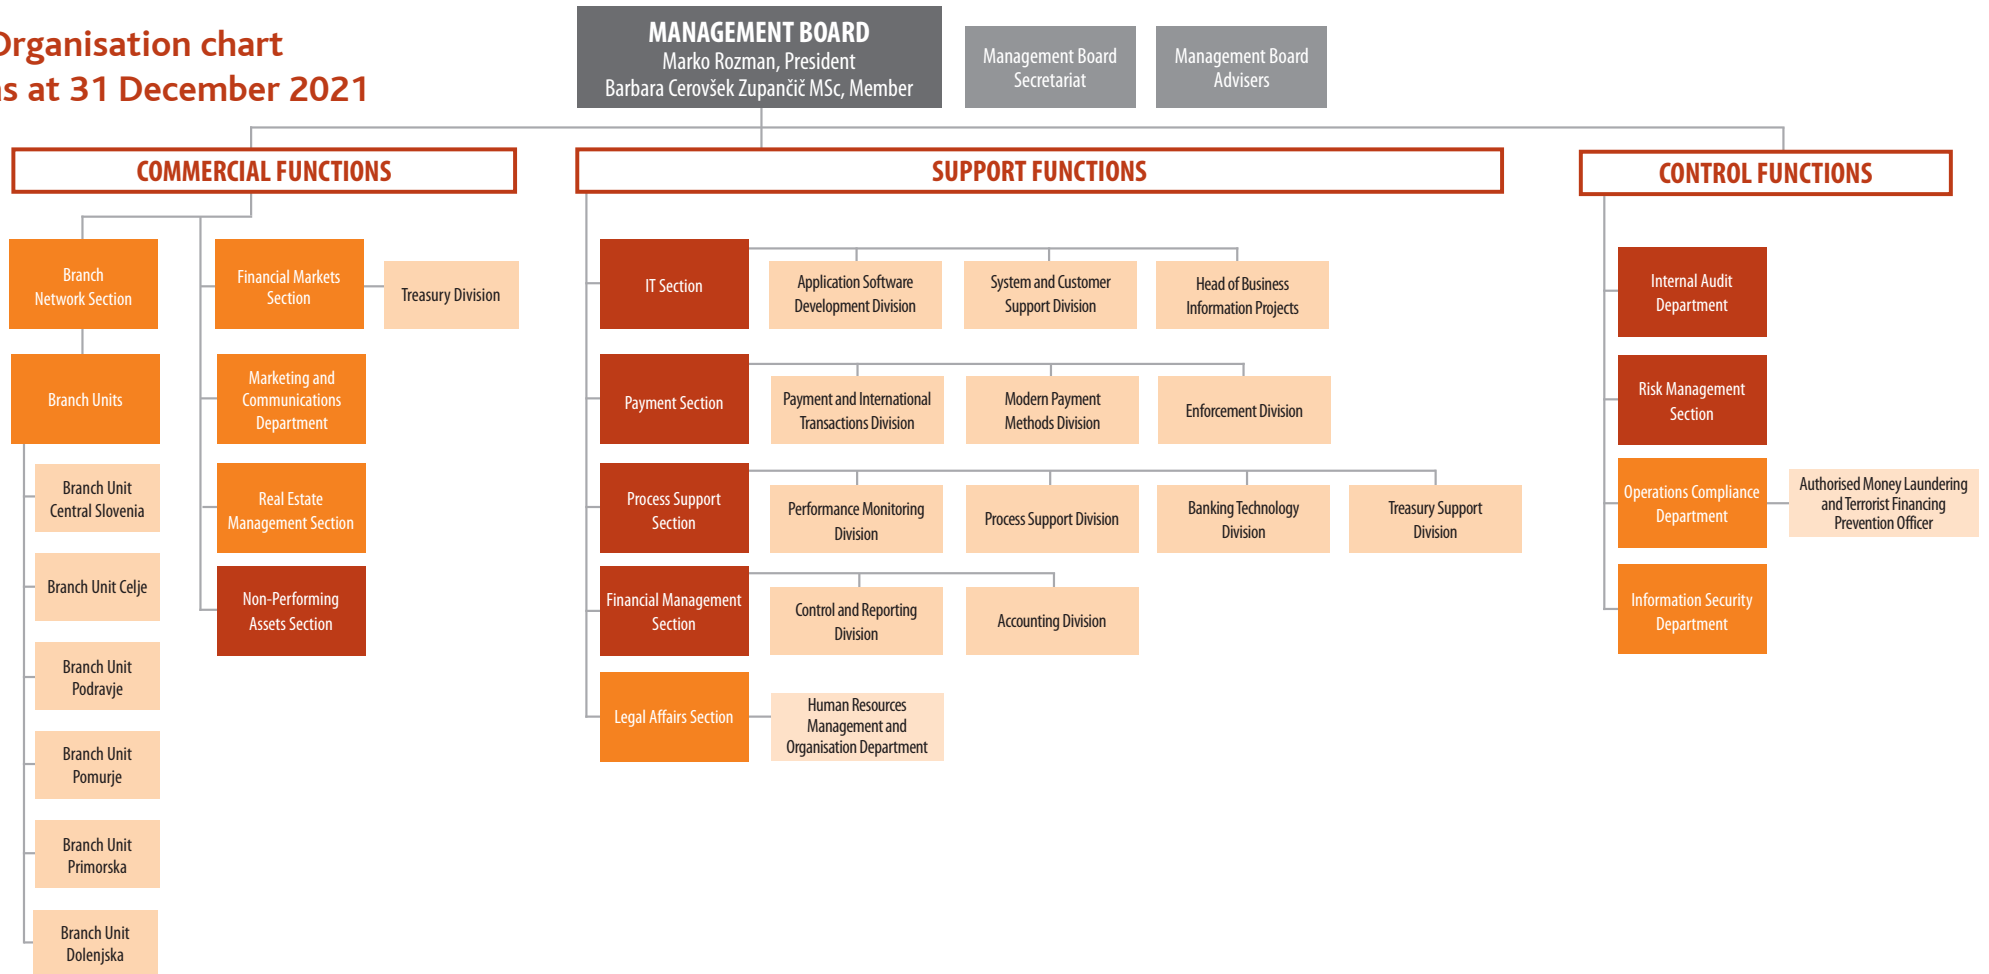 Organisation chart
as at 31 December 2021
MANAGEMENT BOARD
Marko Rozman, President
Barbara Cerovšek Zupančič MSc, Member
Management Board
Secretariat
Management Board
Advisers
COMMERCIAL FUNCTIONS
Branch
Network Section
Branch Units
Branch Unit
Central Slovenia
Branch Unit Celje
Branch Unit
Podravje
Branch Unit
Pomurje
Branch Unit
Primorska
Branch Unit
Dolenjska
Financial Markets
Section
Treasury Division
Marketing and
Communications
Department
Real Estate
Management Section
Non-Performing
Assets Section
SUPPORT FUNCTIONS
IT Section
Application Software
Development Division
System and Customer
Support Division
Head of Business
Information Projects
Payment Section
Payment and International
Transactions Division
Modern Payment
Methods Division
Enforcement Division
Process Support
Section
Performance Monitoring
Division
Process Support Division
Banking Technology
Division
Treasury Support
Division
Financial Management
Section
Control and Reporting
Division
Accounting Division
Legal Affairs Section
Human Resources
Management and
Organisation Department
CONTROL FUNCTIONS
Internal Audit
Department
Risk Management
Section
Operations Compliance
Department
Authorised Money Laundering
and Terrorist Financing
Prevention Officer
Information Security
Department